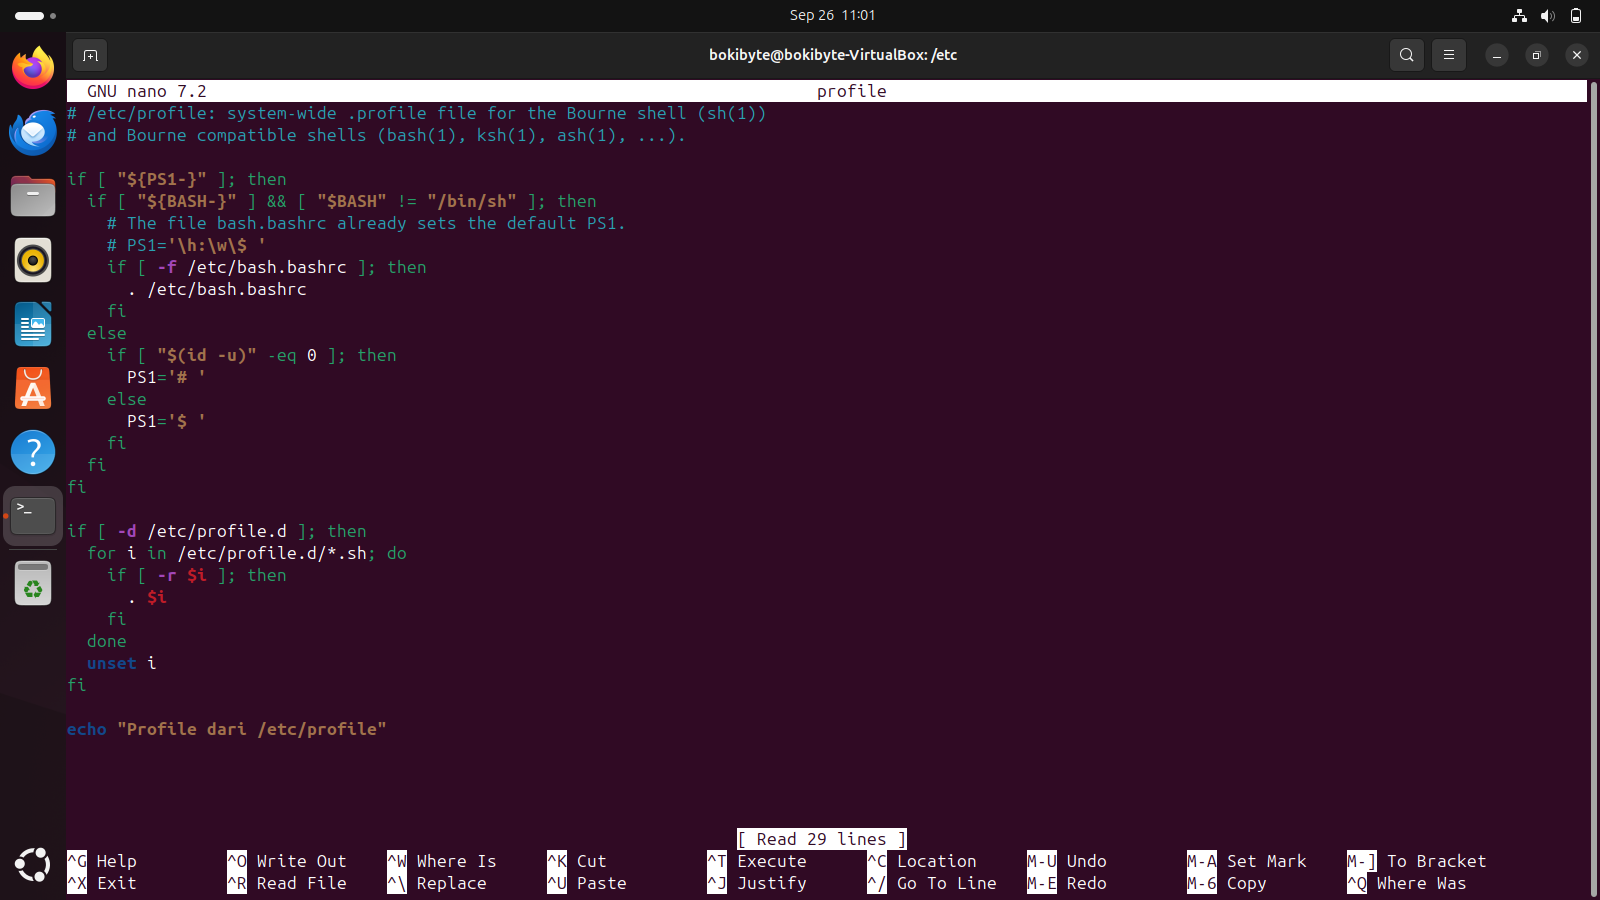 Sep 26 11:01
bokibyte@bokibyte-VirtualBox: /etc
GNU nano 7.2 profile
# /etc/profile: system-wide .profile file for the Bourne shell (sh(1))
# and Bourne compatible shells (bash(1), ksh(1), ash(1), ...).
if [ "${PS1-}" ]; then
  if [ "${BASH-}" ] && [ "$BASH" != "/bin/sh" ]; then
    # The file bash.bashrc already sets the default PS1.
    # PS1='\h:\w\$ '
    if [ -f /etc/bash.bashrc ]; then
      . /etc/bash.bashrc
    fi
  else
    if [ "$(id -u)" -eq 0 ]; then
      PS1='# '
    else
      PS1='$ '
    fi
  fi
fi
if [ -d /etc/profile.d ]; then
  for i in /etc/profile.d/*.sh; do
    if [ -r $i ]; then
      . $i
    fi
  done
  unset i
fi
echo "Profile dari /etc/profile"
[ Read 29 lines ]
^G Help ^O Write Out ^W Where Is ^K Cut ^T Execute ^C Location M-U Undo M-A Set Mark M-] To Bracket
^X Exit ^R Read File ^\ Replace ^U Paste ^J Justify ^/ Go To Line M-E Redo M-6 Copy ^Q Where Was